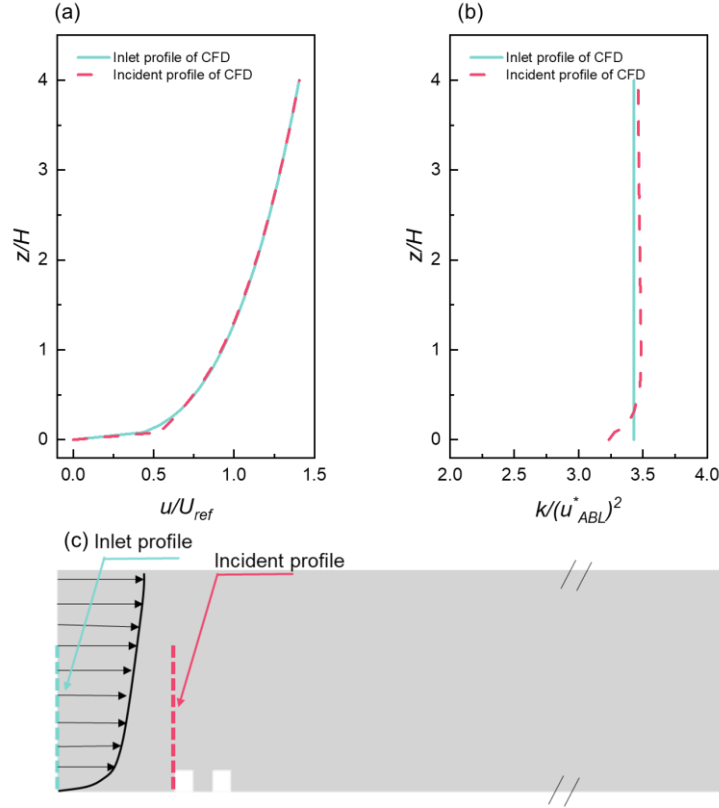 (a)
Inlet profile of CFD
Incident profile of CFD
4
3
2
1
0
z/H
0.0 0.5 1.0 1.5
u/U_ref
(b)
Inlet profile of CFD
Incident profile of CFD
4
3
2
1
0
z/H
2.0 2.5 3.0 3.5 4.0
k/(u*_ABL)^2
(c)
Inlet profile
Incident profile